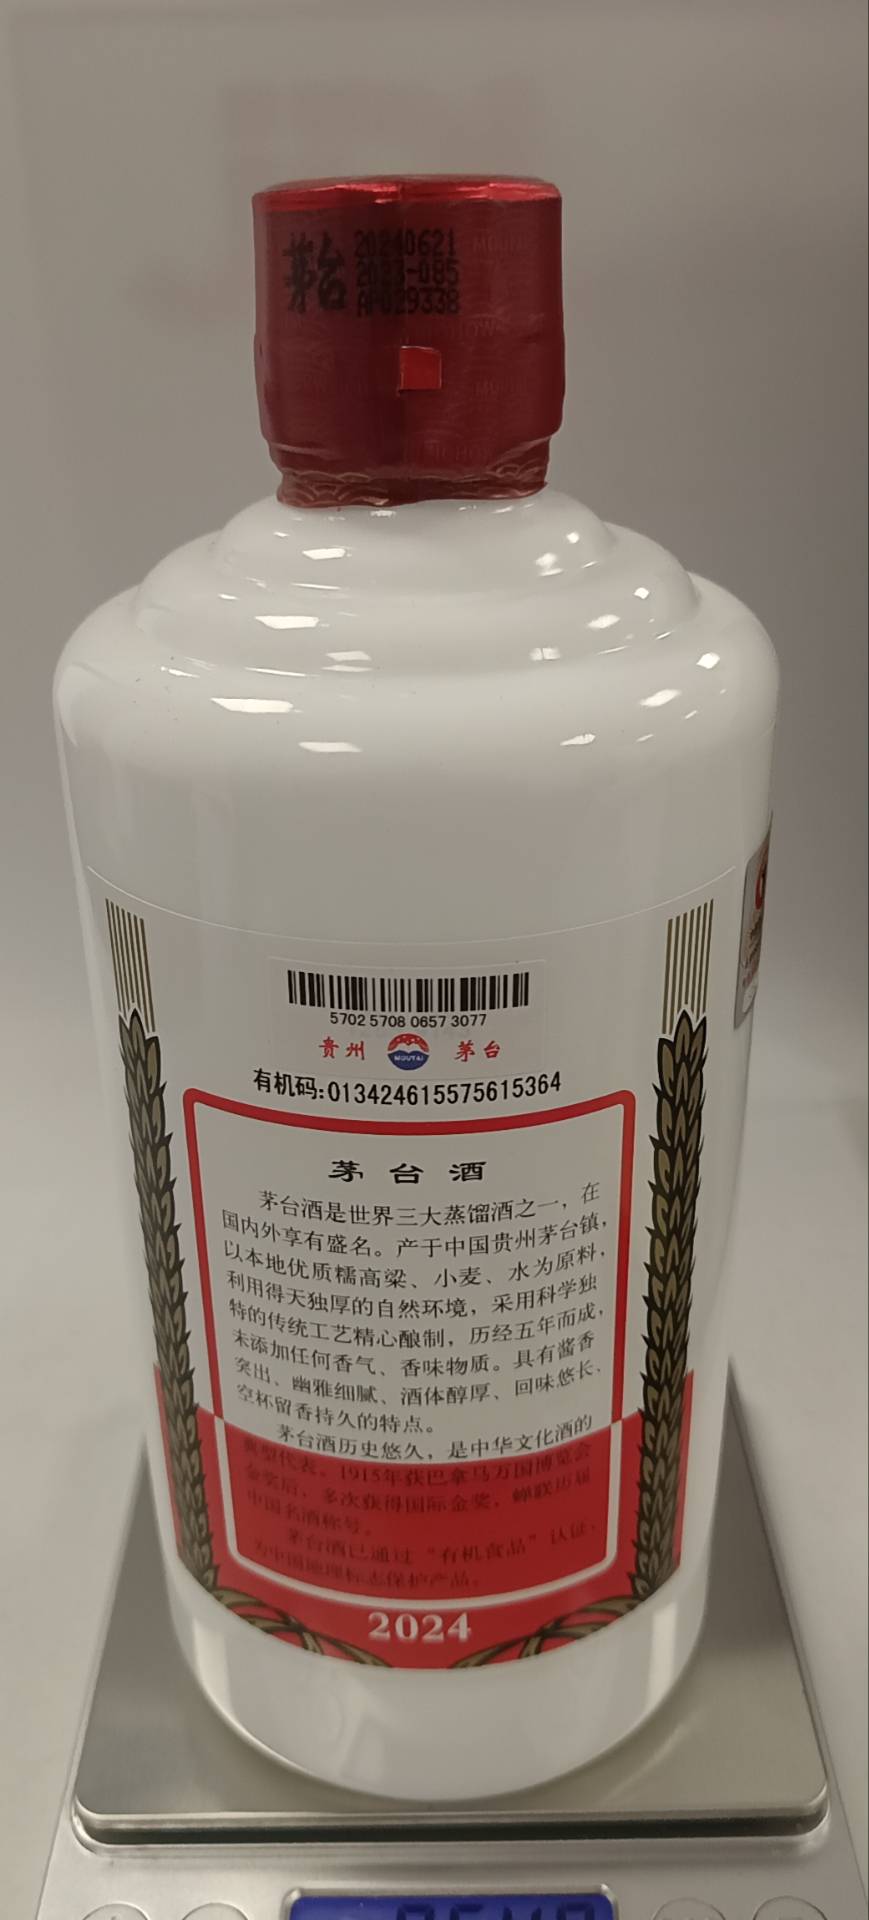 茅台
20240621
2023-085
AP029338
5702 5708 0657 3077
贵州
MOUTAI
茅台
有机码:013424615575615364
茅台酒
茅台酒是世界三大蒸馏酒之一，在
国内外享有盛名。产于中国贵州茅台镇，
以本地优质糯高粱、小麦、水为原料，
利用得天独厚的自然环境，采用科学独
特的传统工艺精心酿制，历经五年而成，
未添加任何香气、香味物质。具有酱香
突出、幽雅细腻、酒体醇厚、回味悠长、
空杯留香持久的特点。
茅台酒历史悠久，是中华文化酒的
典型代表。1915年获巴拿马万国博览会
金奖后，多次获得国际金奖，蝉联历届
中国名酒称号。
茅台酒已通过“有机食品”认证，
为中国地理标志保护产品。
2024